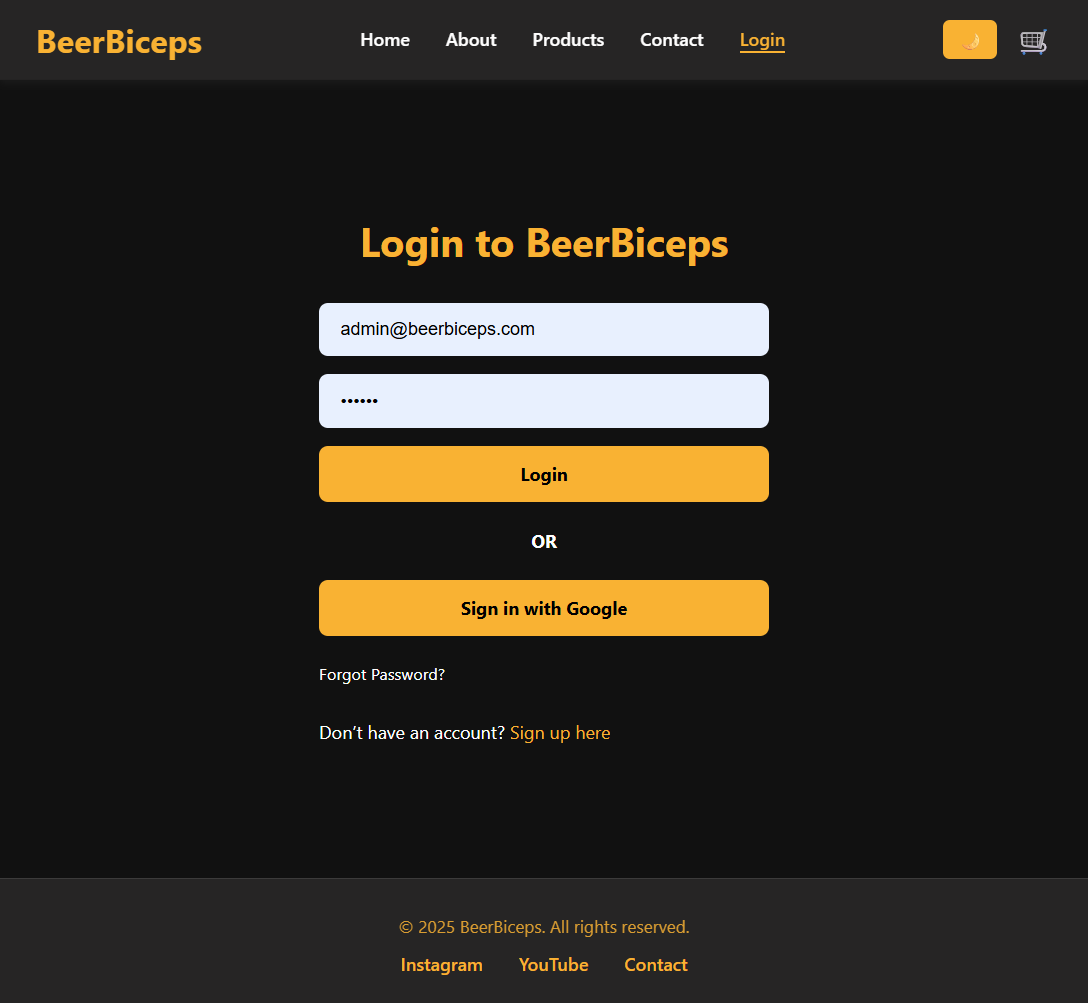 BeerBiceps
Home About Products Contact Login
Login to BeerBiceps
admin@beerbiceps.com
••••••
Login
OR
Sign in with Google
Forgot Password?
Don’t have an account? Sign up here
© 2025 BeerBiceps. All rights reserved.
Instagram YouTube Contact